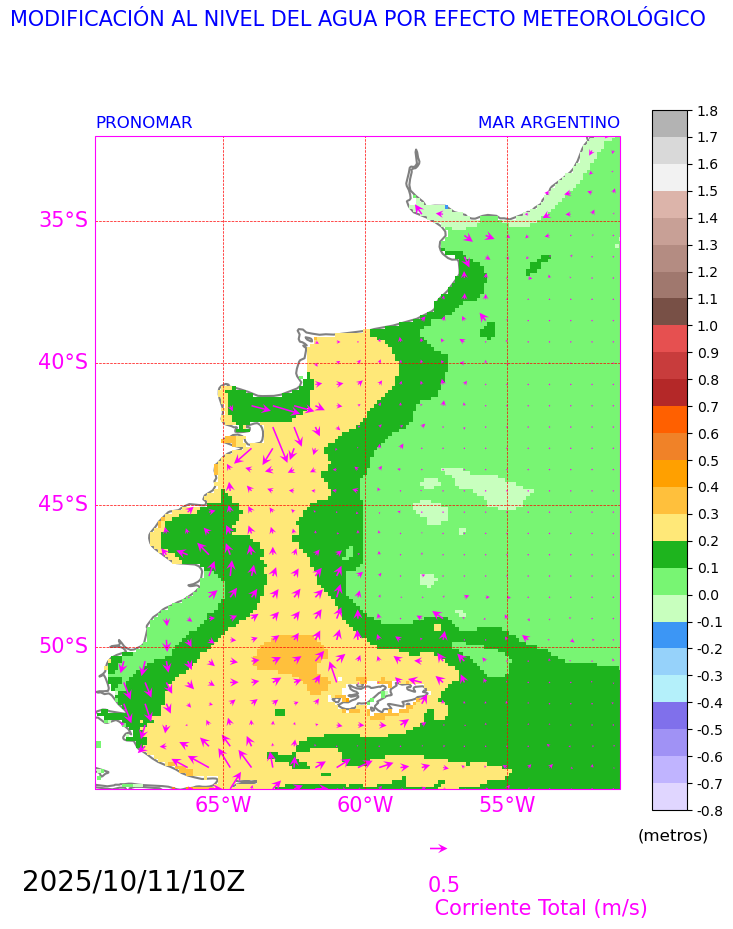 MODIFICACIÓN AL NIVEL DEL AGUA POR EFECTO METEOROLÓGICO
PRONOMAR
MAR ARGENTINO
35°S
40°S
45°S
50°S
65°W
60°W
55°W
1.8
1.7
1.6
1.5
1.4
1.3
1.2
1.1
1.0
0.9
0.8
0.7
0.6
0.5
0.4
0.3
0.2
0.1
0.0
-0.1
-0.2
-0.3
-0.4
-0.5
-0.6
-0.7
-0.8
(metros)
2025/10/11/10Z
0.5
Corriente Total (m/s)